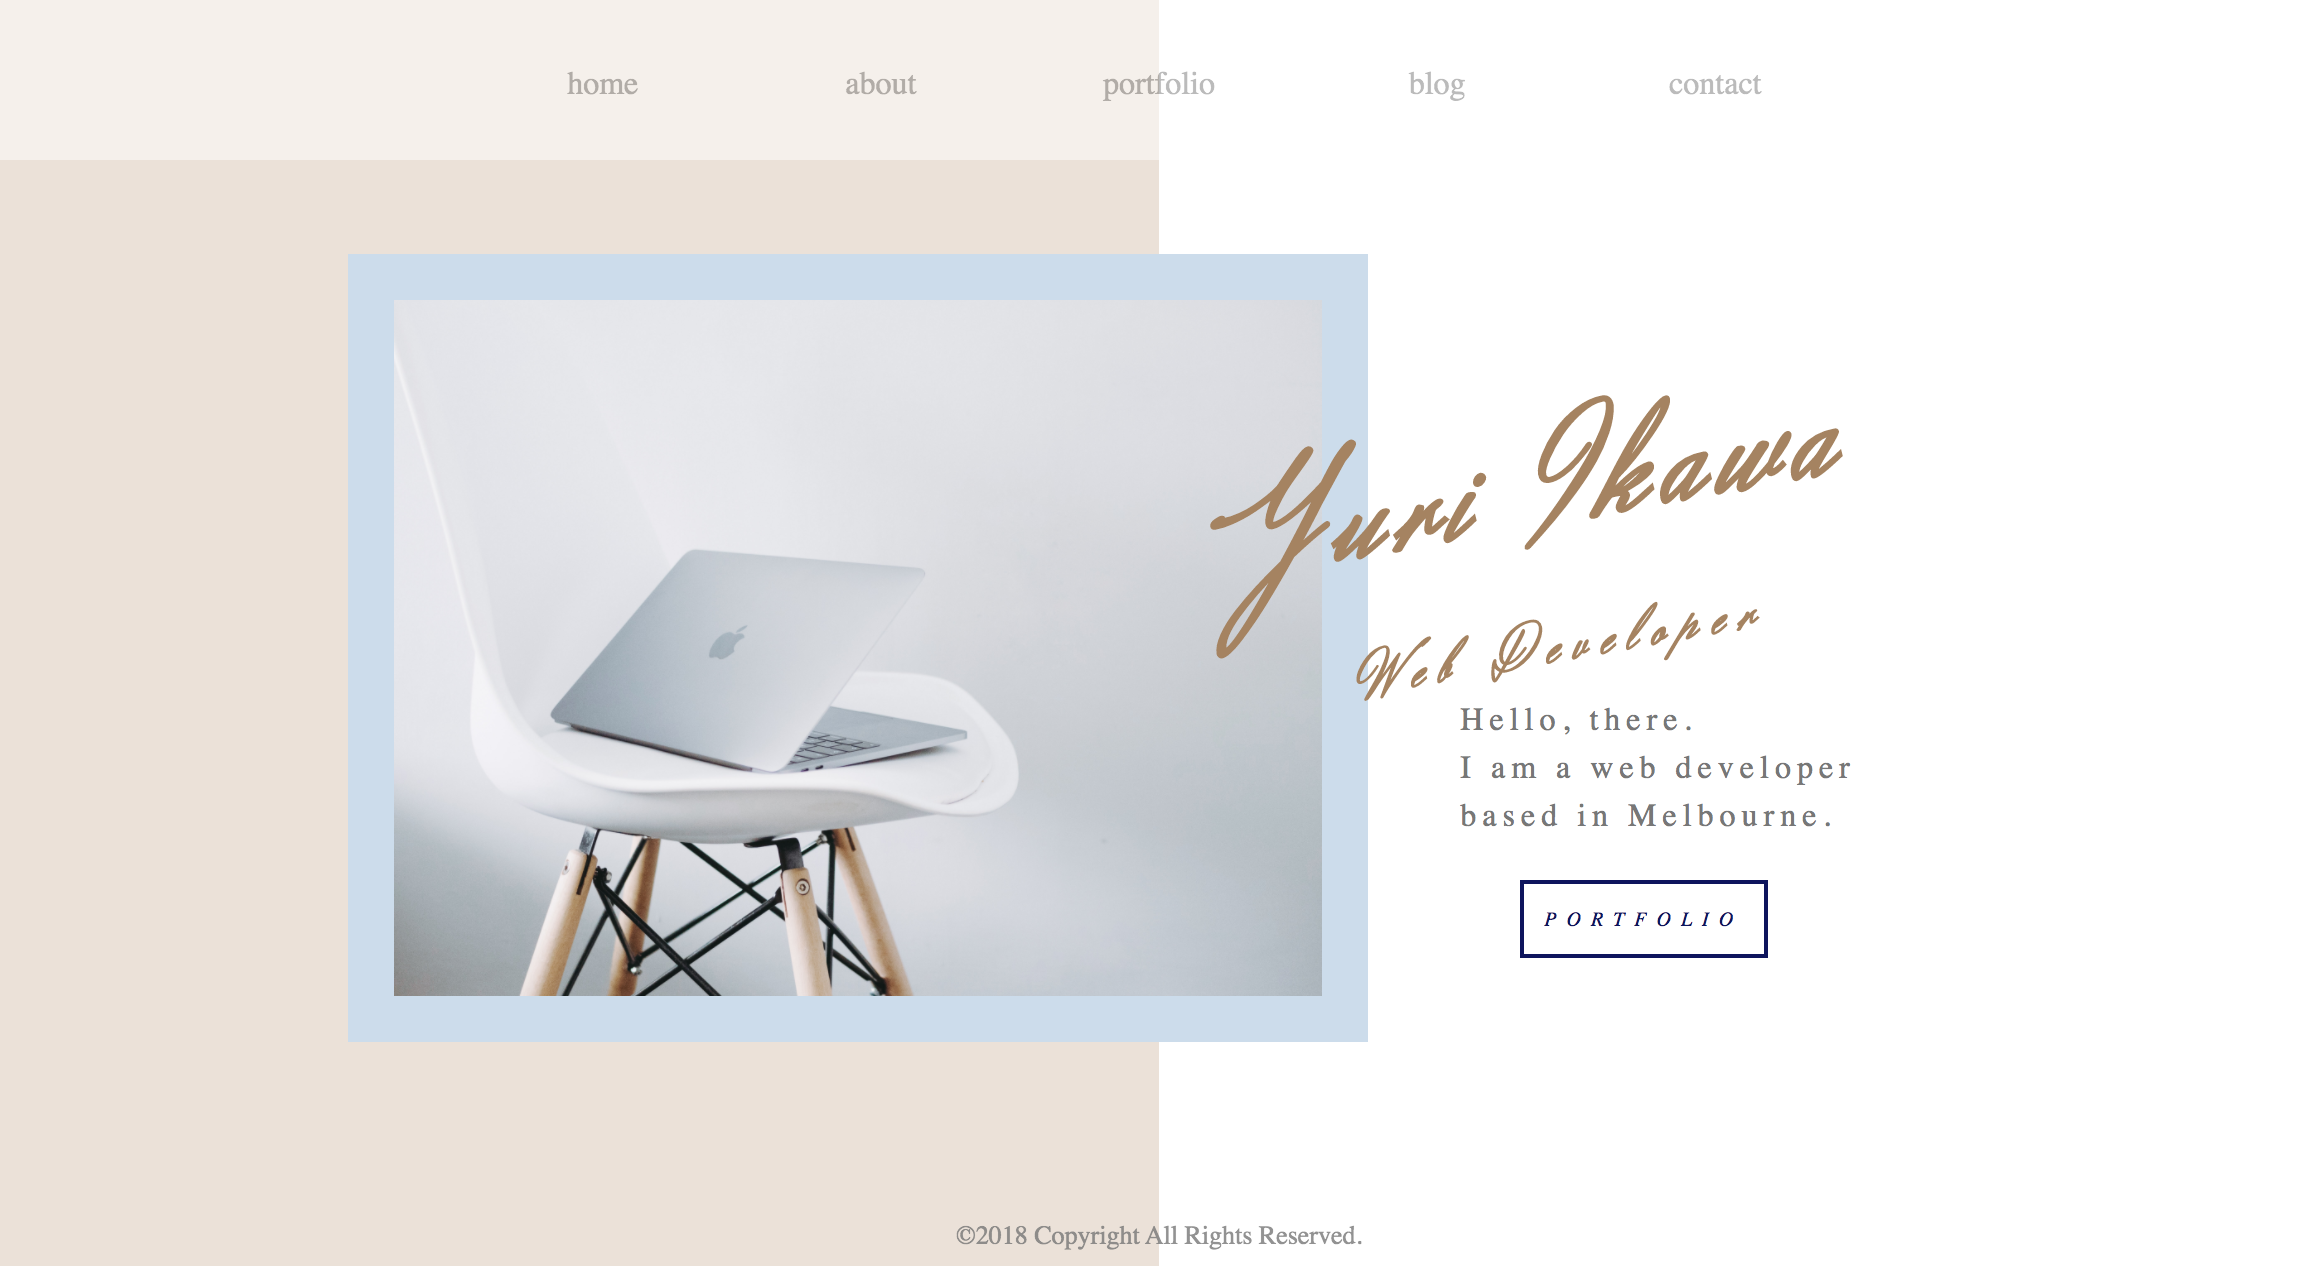 home about portfolio blog contact
Yuri Ikawa
Web Developer
Hello, there.
I am a web developer
based in Melbourne.
PORTFOLIO
©2018 Copyright All Rights Reserved.